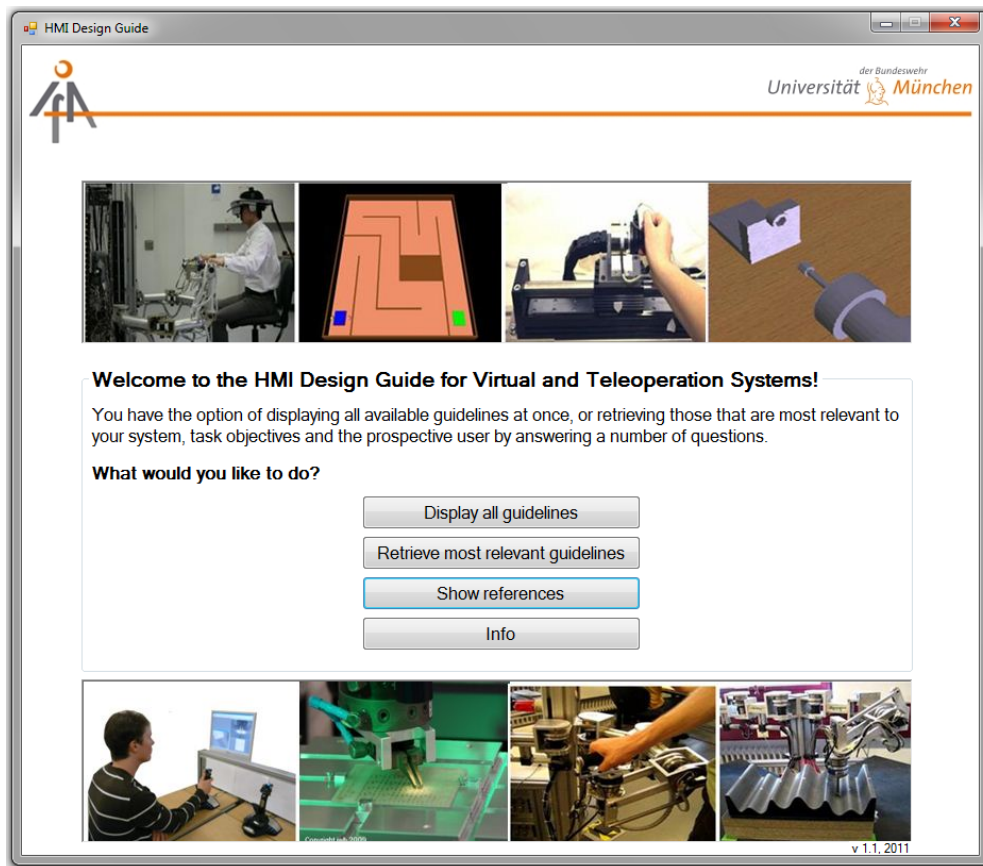 HMI Design Guide
der Bundeswehr
Universität München
Welcome to the HMI Design Guide for Virtual and Teleoperation Systems!
You have the option of displaying all available guidelines at once, or retrieving those that are most relevant to
your system, task objectives and the prospective user by answering a number of questions.
What would you like to do?
Display all guidelines
Retrieve most relevant guidelines
Show references
Info
v 1.1, 2011